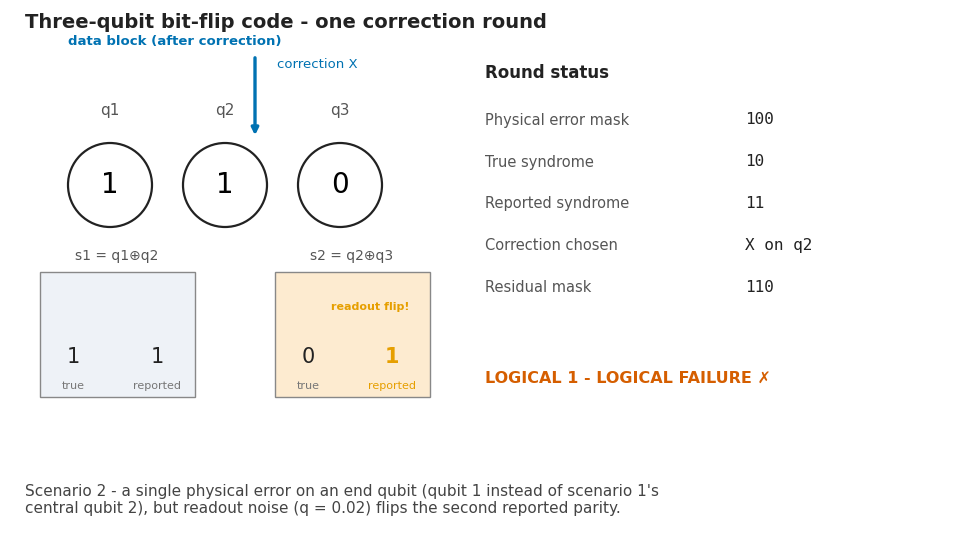 Three-qubit bit-flip code - one correction round
data block (after correction)
correction X
q1 q2 q3
1 1 0
s1 = q1⊕q2 s2 = q2⊕q3
readout flip!
1 1 0 1
true reported true reported
Round status
Physical error mask 100
True syndrome 10
Reported syndrome 11
Correction chosen X on q2
Residual mask 110
LOGICAL 1 - LOGICAL FAILURE ✗
Scenario 2 - a single physical error on an end qubit (qubit 1 instead of scenario 1's
central qubit 2), but readout noise (q = 0.02) flips the second reported parity.